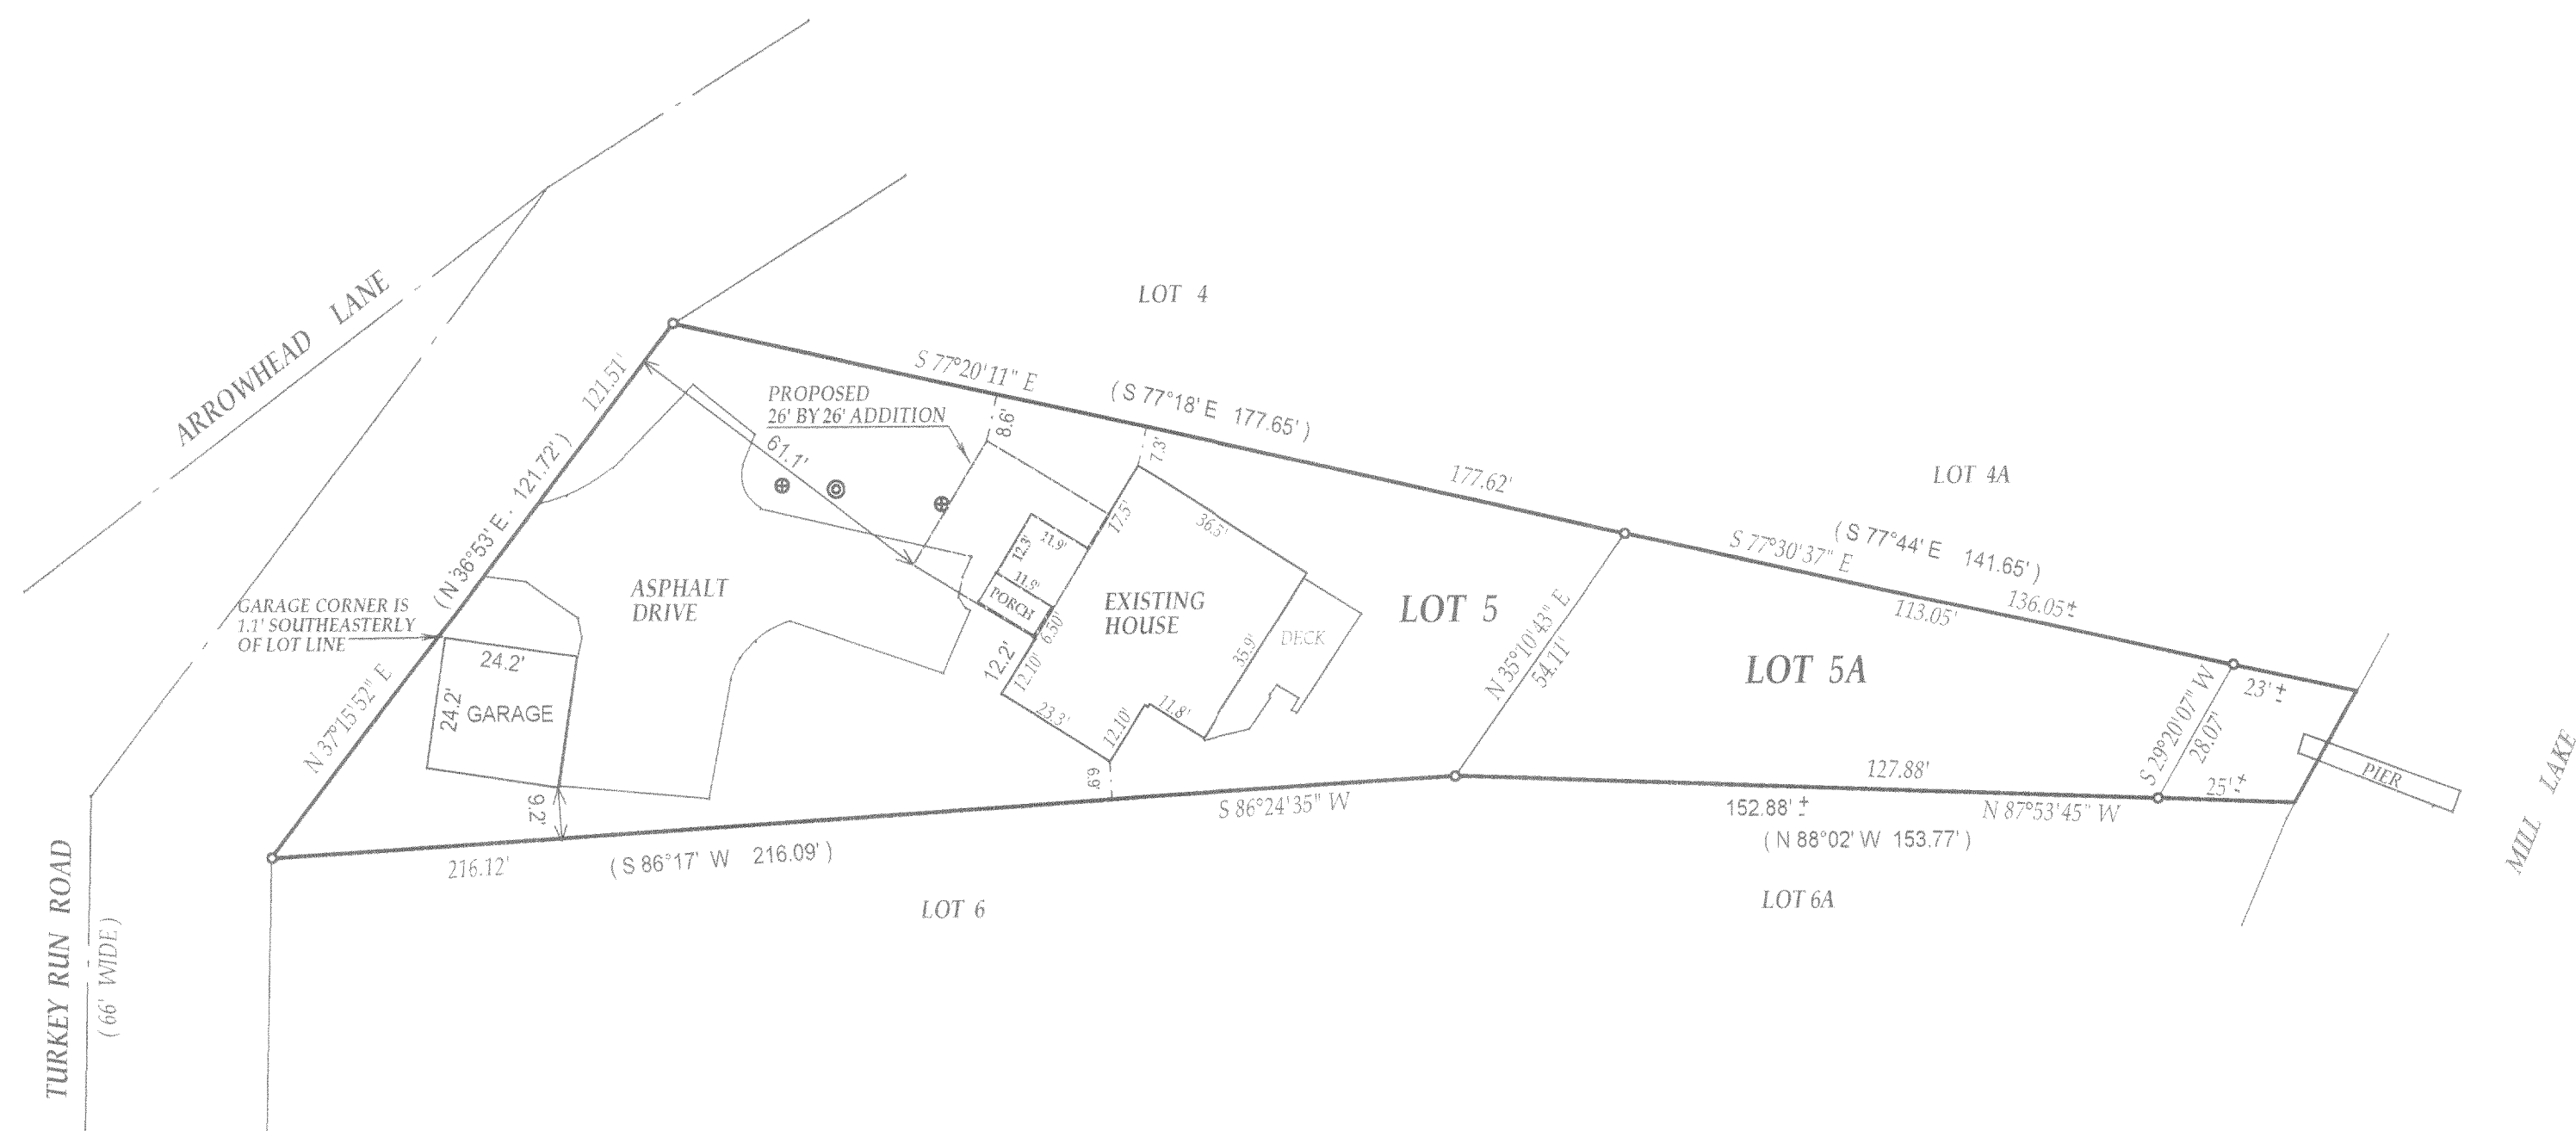 ARROWHEAD LANE
LOT 4
S 77°20'11" E
( S 77°18' E 177.65' )
177.62'
121.51'
( N 36°53' E . 121.72' )
N 37°15'52" E
PROPOSED
26' BY 26' ADDITION
8.6'
7.3'
61.1'
17.5'
36.5'
12.3'
11.9'
11.9'
PORCH
6.50'
12.2'
12.10'
23.3'
12.10'
11.8'
35.9'
6.9'
EXISTING
HOUSE
DECK
ASPHALT
DRIVE
GARAGE CORNER IS
1.1' SOUTHEASTERLY
OF LOT LINE
24.2'
24.2'
GARAGE
9.2'
LOT 5
N 35°10'43" E
54.11'
LOT 4A
S 77°30'37" E
( S 77°44' E 141.65' )
113.05'
136.05'±
LOT 5A
S 29°20'07" W
28.07'
23' ±
25' ±
PIER
MILL LAKE
127.88'
152.88' ±
N 87°53'45" W
( N 88°02' W 153.77' )
S 86°24'35" W
216.12'
( S 86°17' W 216.09' )
LOT 6
LOT 6A
TURKEY RUN ROAD
( 66' WIDE )